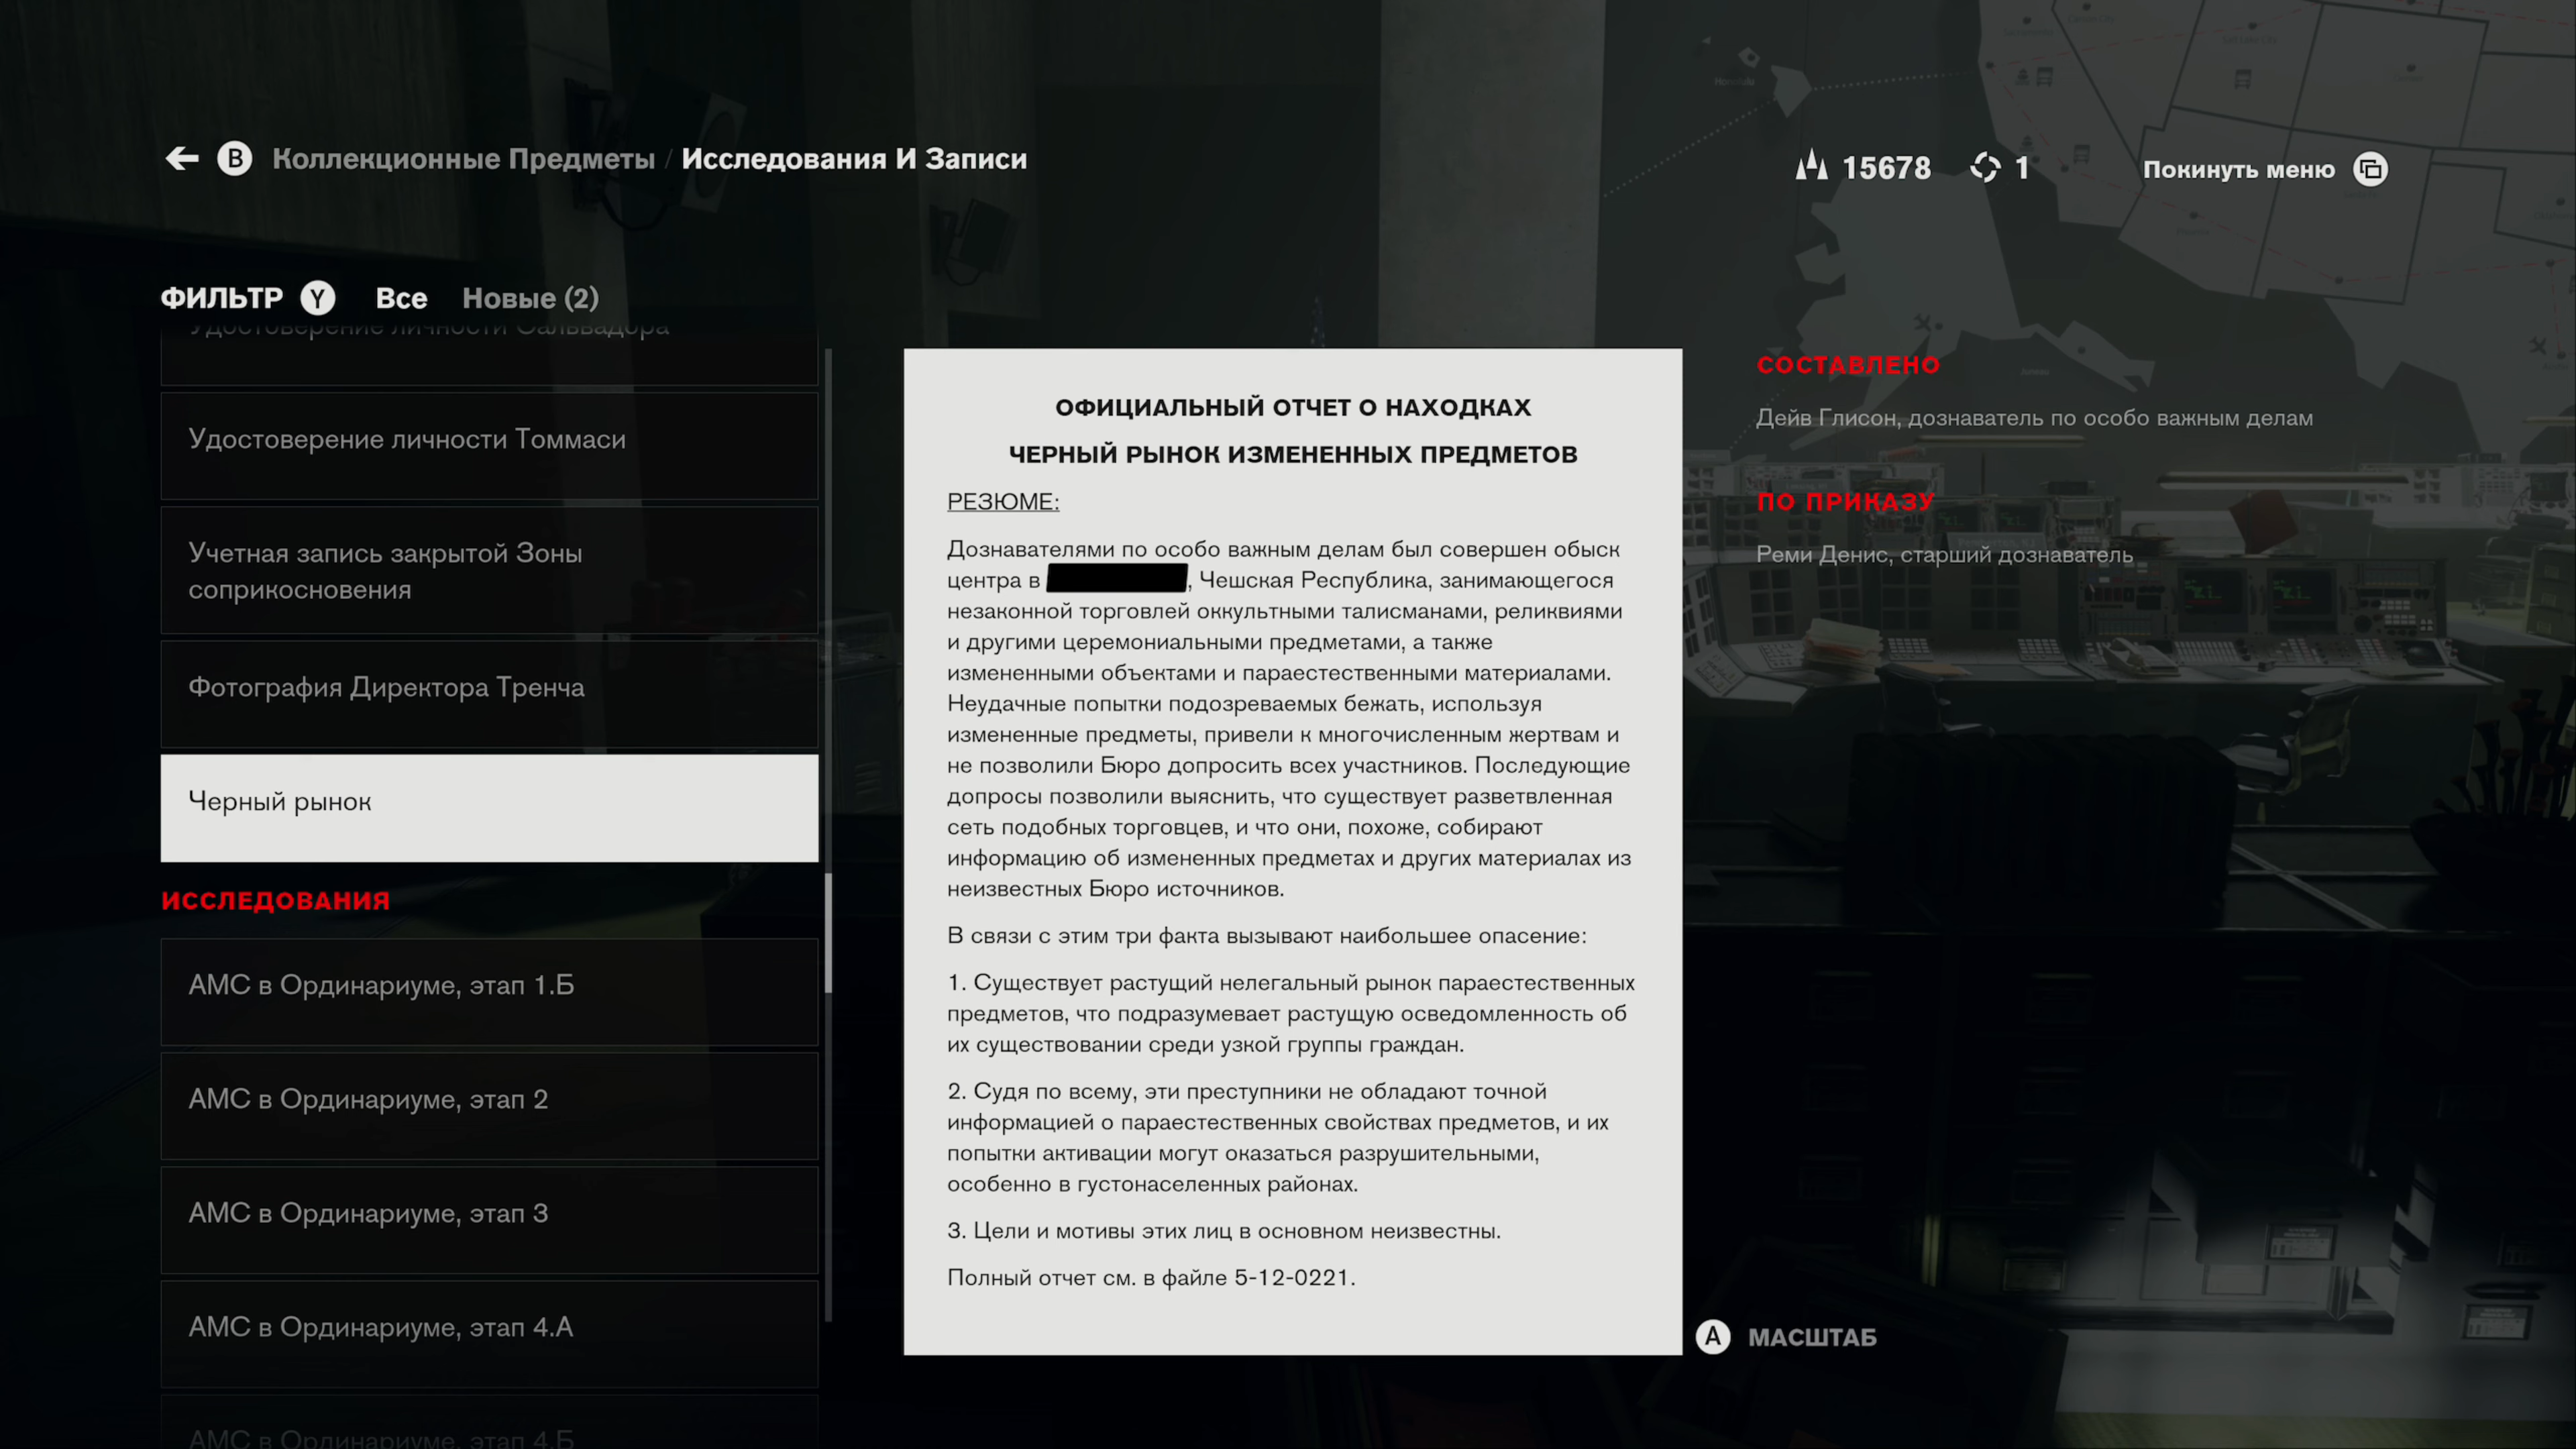 B Коллекционные Предметы / Исследования И Записи
15678
1
Покинуть меню
ФИЛЬТР Y Все Новые (2)
Удостоверение личности Сальвадора
Удостоверение личности Томмаси
Учетная запись закрытой Зоны
соприкосновения
Фотография Директора Тренча
Черный рынок
ИССЛЕДОВАНИЯ
АМС в Ординариуме, этап 1.Б
АМС в Ординариуме, этап 2
АМС в Ординариуме, этап 3
АМС в Ординариуме, этап 4.А
АМС в Ординариуме, этап 4.Б
ОФИЦИАЛЬНЫЙ ОТЧЕТ О НАХОДКАХ
ЧЕРНЫЙ РЫНОК ИЗМЕНЕННЫХ ПРЕДМЕТОВ
РЕЗЮМЕ:
Дознавателями по особо важным делам был совершен обыск
центра в , Чешская Республика, занимающегося
незаконной торговлей оккультными талисманами, реликвиями
и другими церемониальными предметами, а также
измененными объектами и параестественными материалами.
Неудачные попытки подозреваемых бежать, используя
измененные предметы, привели к многочисленным жертвам и
не позволили Бюро допросить всех участников. Последующие
допросы позволили выяснить, что существует разветвленная
сеть подобных торговцев, и что они, похоже, собирают
информацию об измененных предметах и других материалах из
неизвестных Бюро источников.
В связи с этим три факта вызывают наибольшее опасение:
1. Существует растущий нелегальный рынок параестественных
предметов, что подразумевает растущую осведомленность об
их существовании среди узкой группы граждан.
2. Судя по всему, эти преступники не обладают точной
информацией о параестественных свойствах предметов, и их
попытки активации могут оказаться разрушительными,
особенно в густонаселенных районах.
3. Цели и мотивы этих лиц в основном неизвестны.
Полный отчет см. в файле 5-12-0221.
СОСТАВЛЕНО
Дейв Глисон, дознаватель по особо важным делам
ПО ПРИКАЗУ
Реми Денис, старший дознаватель
A МАСШТАБ